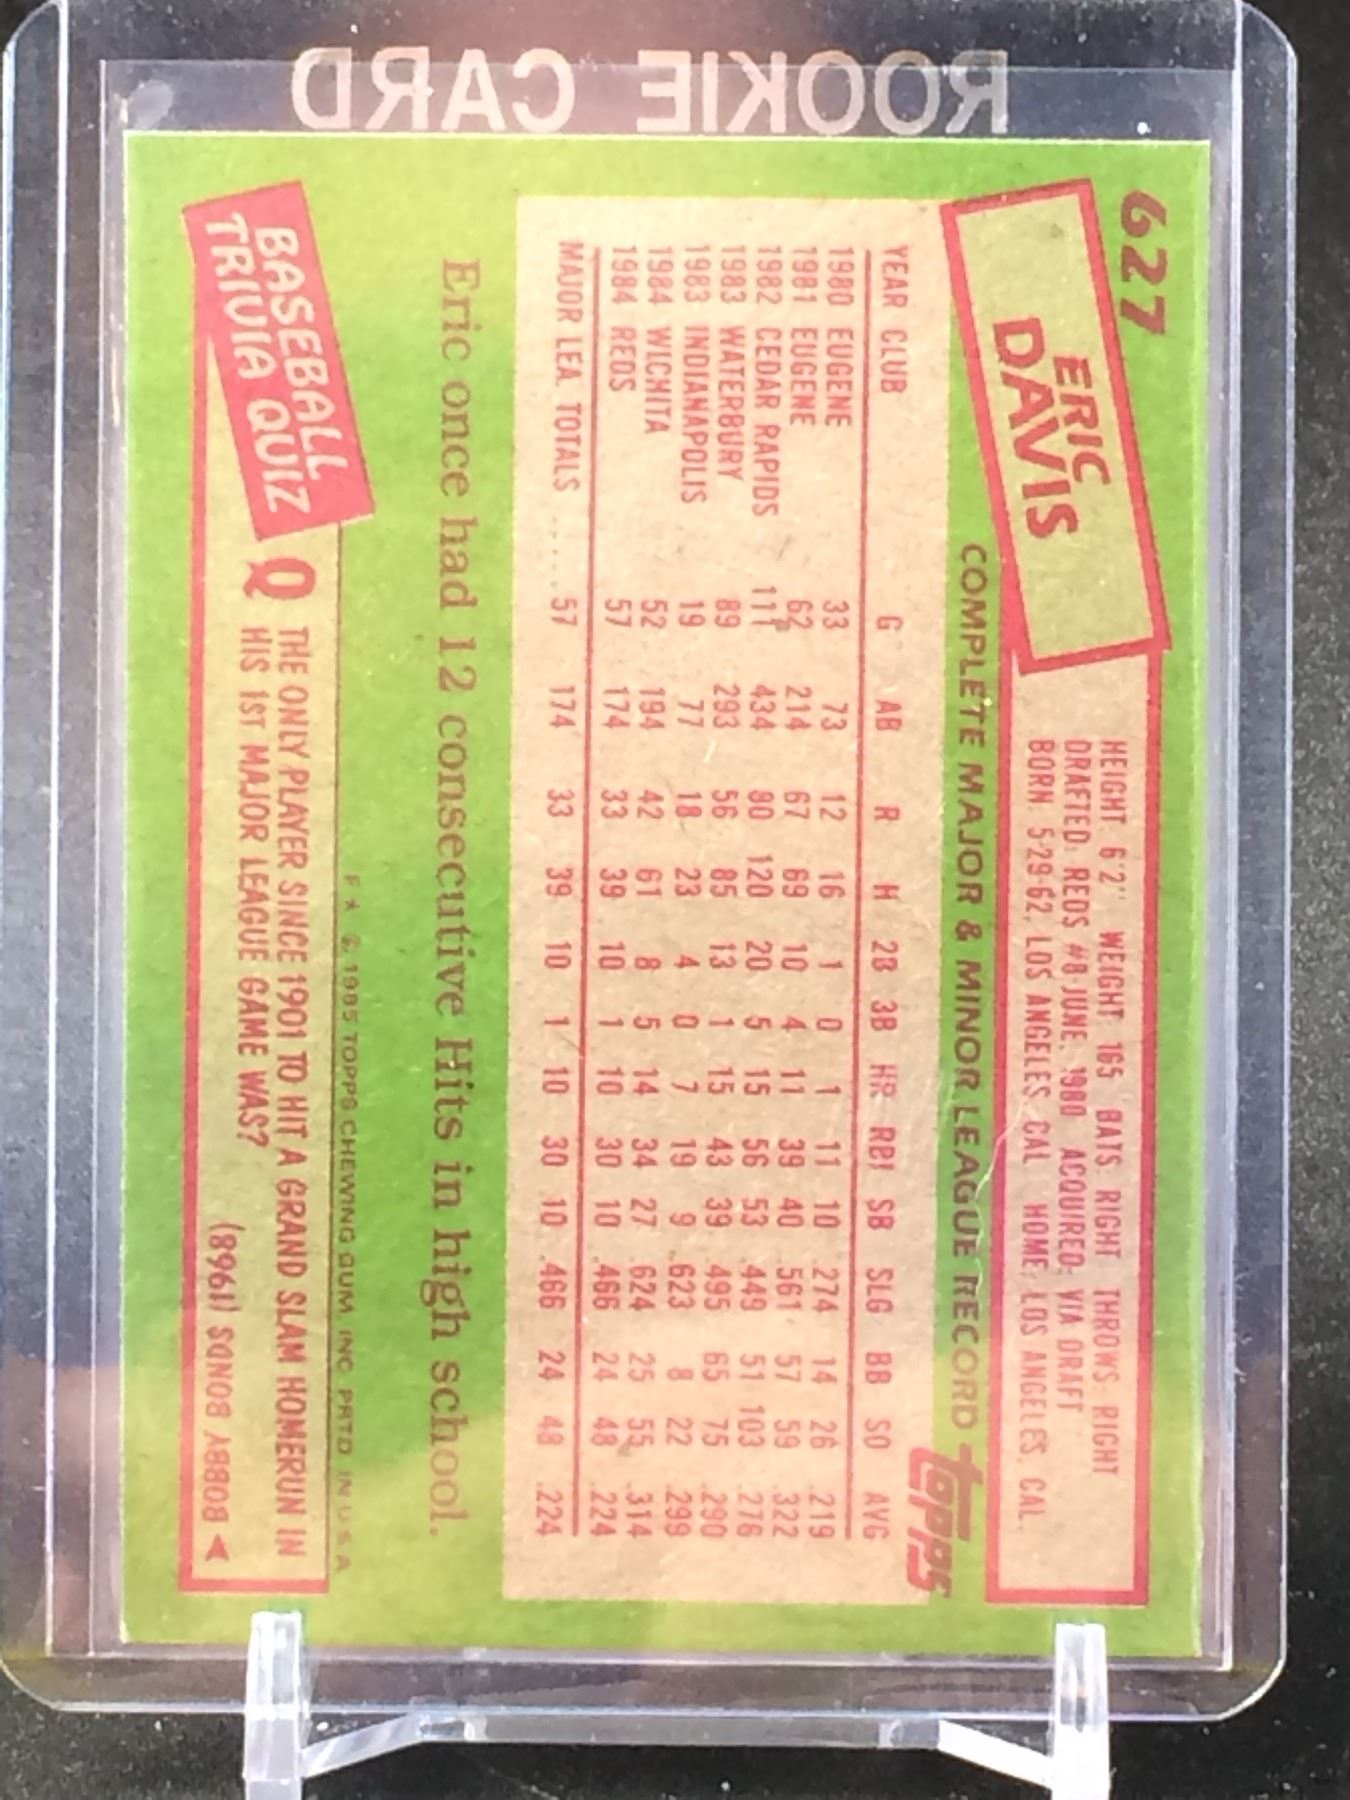 ROOKIE CARD
627
ERIC
DAVIS
HEIGHT: 6'2" WEIGHT: 165 BATS: RIGHT THROWS: RIGHT
DRAFTED: REDS #8-JUNE, 1980 ACQUIRED: VIA DRAFT
BORN: 5-29-62, LOS ANGELES, CAL. HOME: LOS ANGELES, CAL.
COMPLETE MAJOR & MINOR LEAGUE RECORD
topps
YEAR CLUB G AB R H 2B 3B HR RBI SB SLG BB SO AVG
1980 EUGENE 33 73 12 16 1 0 1 11 10 .274 14 26 .219
1981 EUGENE 62 214 67 69 10 4 11 39 40 .561 57 59 .322
1982 CEDAR RAPIDS 111 434 80 120 20 5 15 56 53 .449 51 103 .276
1983 WATERBURY 89 293 56 85 13 1 15 43 39 .495 65 75 .290
1983 INDIANAPOLIS 19 77 18 23 4 0 7 19 9 .623 8 22 .299
1984 WICHITA 52 194 42 61 8 5 14 34 27 .624 25 55 .314
1984 REDS 57 174 33 39 10 1 10 30 10 .466 24 48 .224
MAJOR LEA. TOTALS ..... 57 174 33 39 10 1 10 30 10 .466 24 48 .224
Eric once had 12 consecutive Hits in high school.
F* © 1985 TOPPS CHEWING GUM, INC. PRTD. IN U.S.A.
BASEBALL
TRIVIA QUIZ
Q THE ONLY PLAYER SINCE 1901 TO HIT A GRAND SLAM HOMERUN IN
HIS 1ST MAJOR LEAGUE GAME WAS?
BOBBY BONDS (1968)